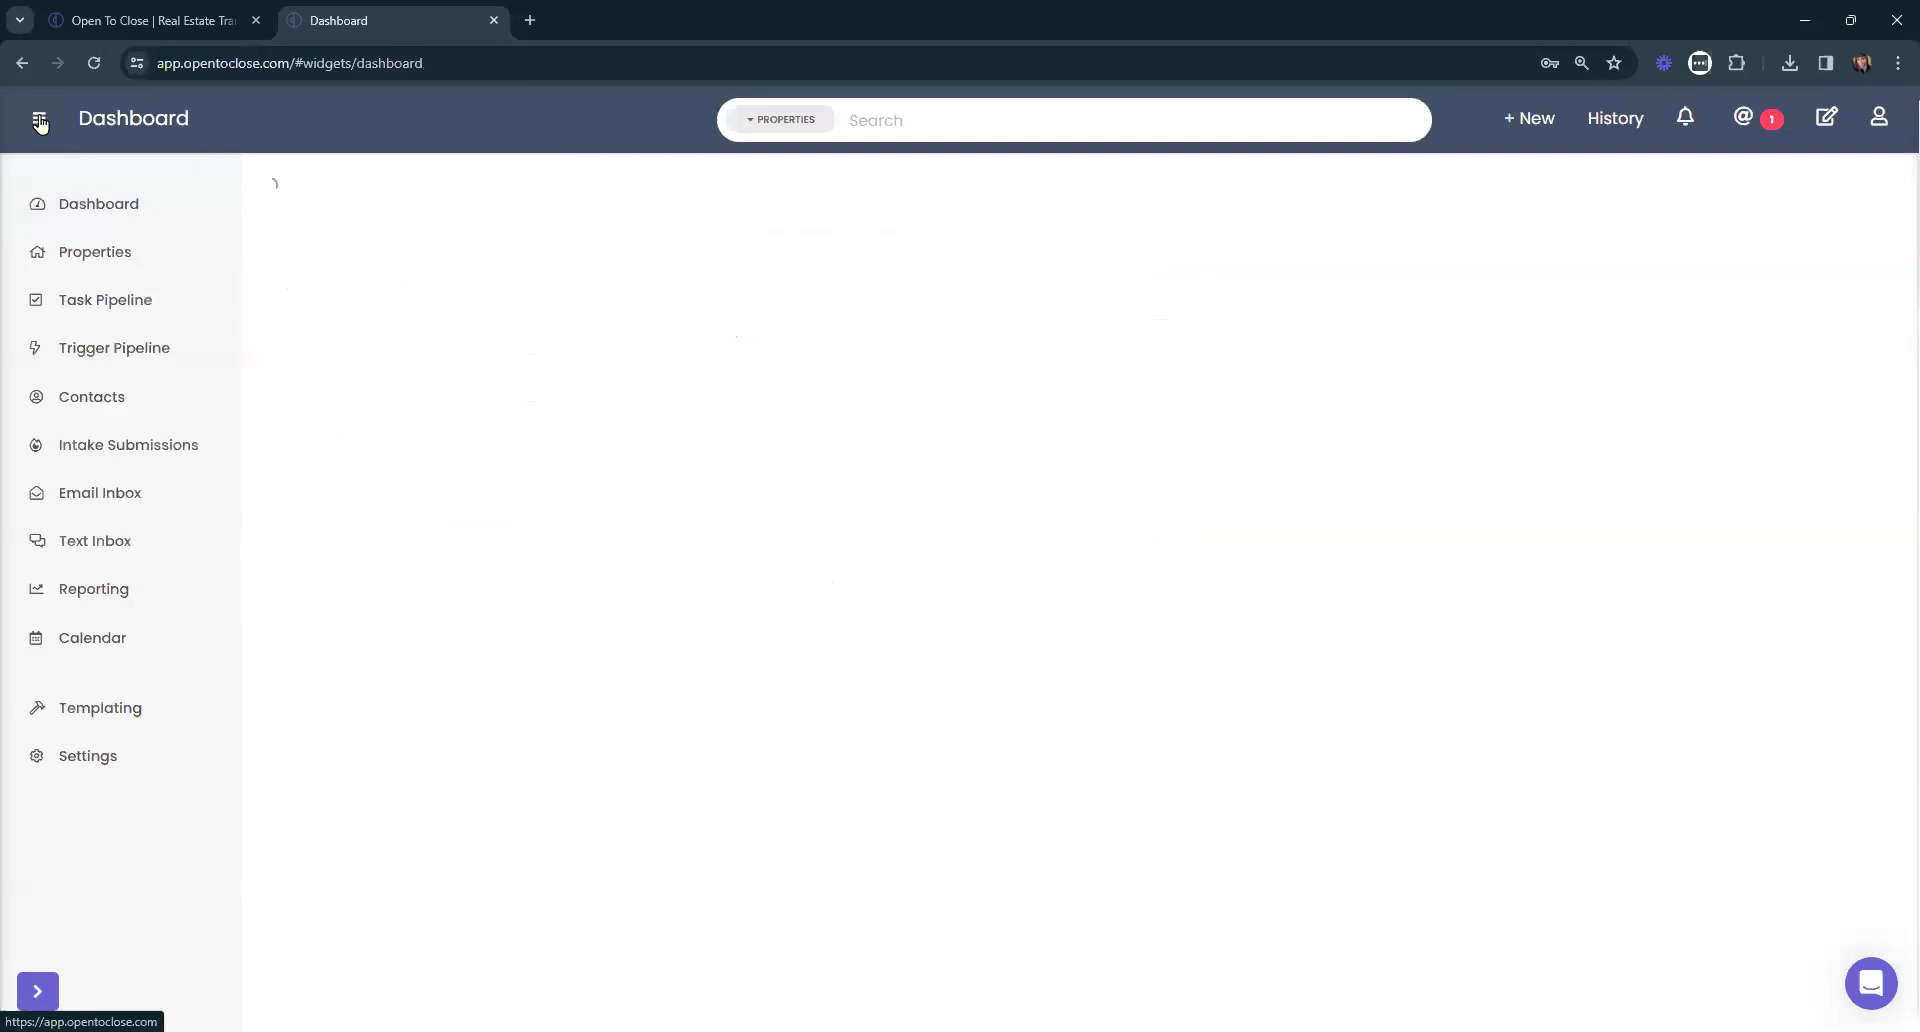 Open To Close | Real Estate Tra
Dashboard
app.opentoclose.com/#widgets/dashboard
Dashboard
PROPERTIES
Search
+ New
History
@ 1
Dashboard
Properties
Task Pipeline
Trigger Pipeline
Contacts
Intake Submissions
Email Inbox
Text Inbox
Reporting
Calendar
Templating
Settings
https://app.opentoclose.com